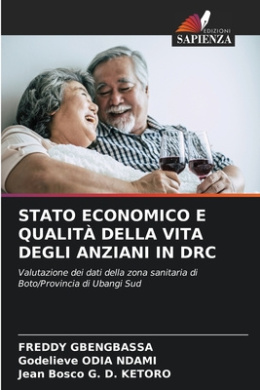 EDIZIONI
SAPIENZA
STATO ECONOMICO E
QUALITÀ DELLA VITA
DEGLI ANZIANI IN DRC
Valutazione dei dati della zona sanitaria di
Boto/Provincia di Ubangi Sud
FREDDY GBENGBASSA
Godelieve ODIA NDAMI
Jean Bosco G. D. KETORO